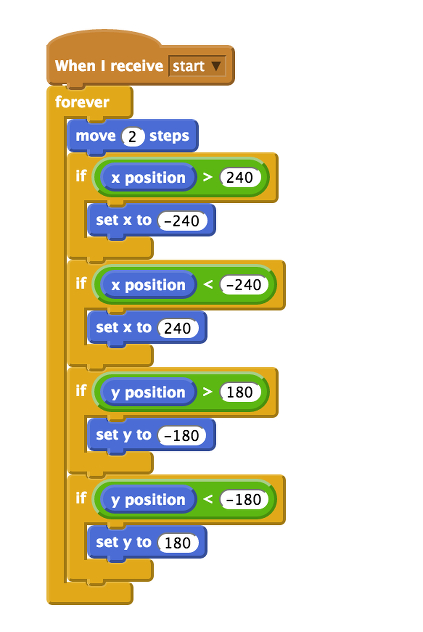 When I receive start
forever
move 2 steps
if x position > 240
set x to -240
if x position < -240
set x to 240
if y position > 180
set y to -180
if y position < -180
set y to 180